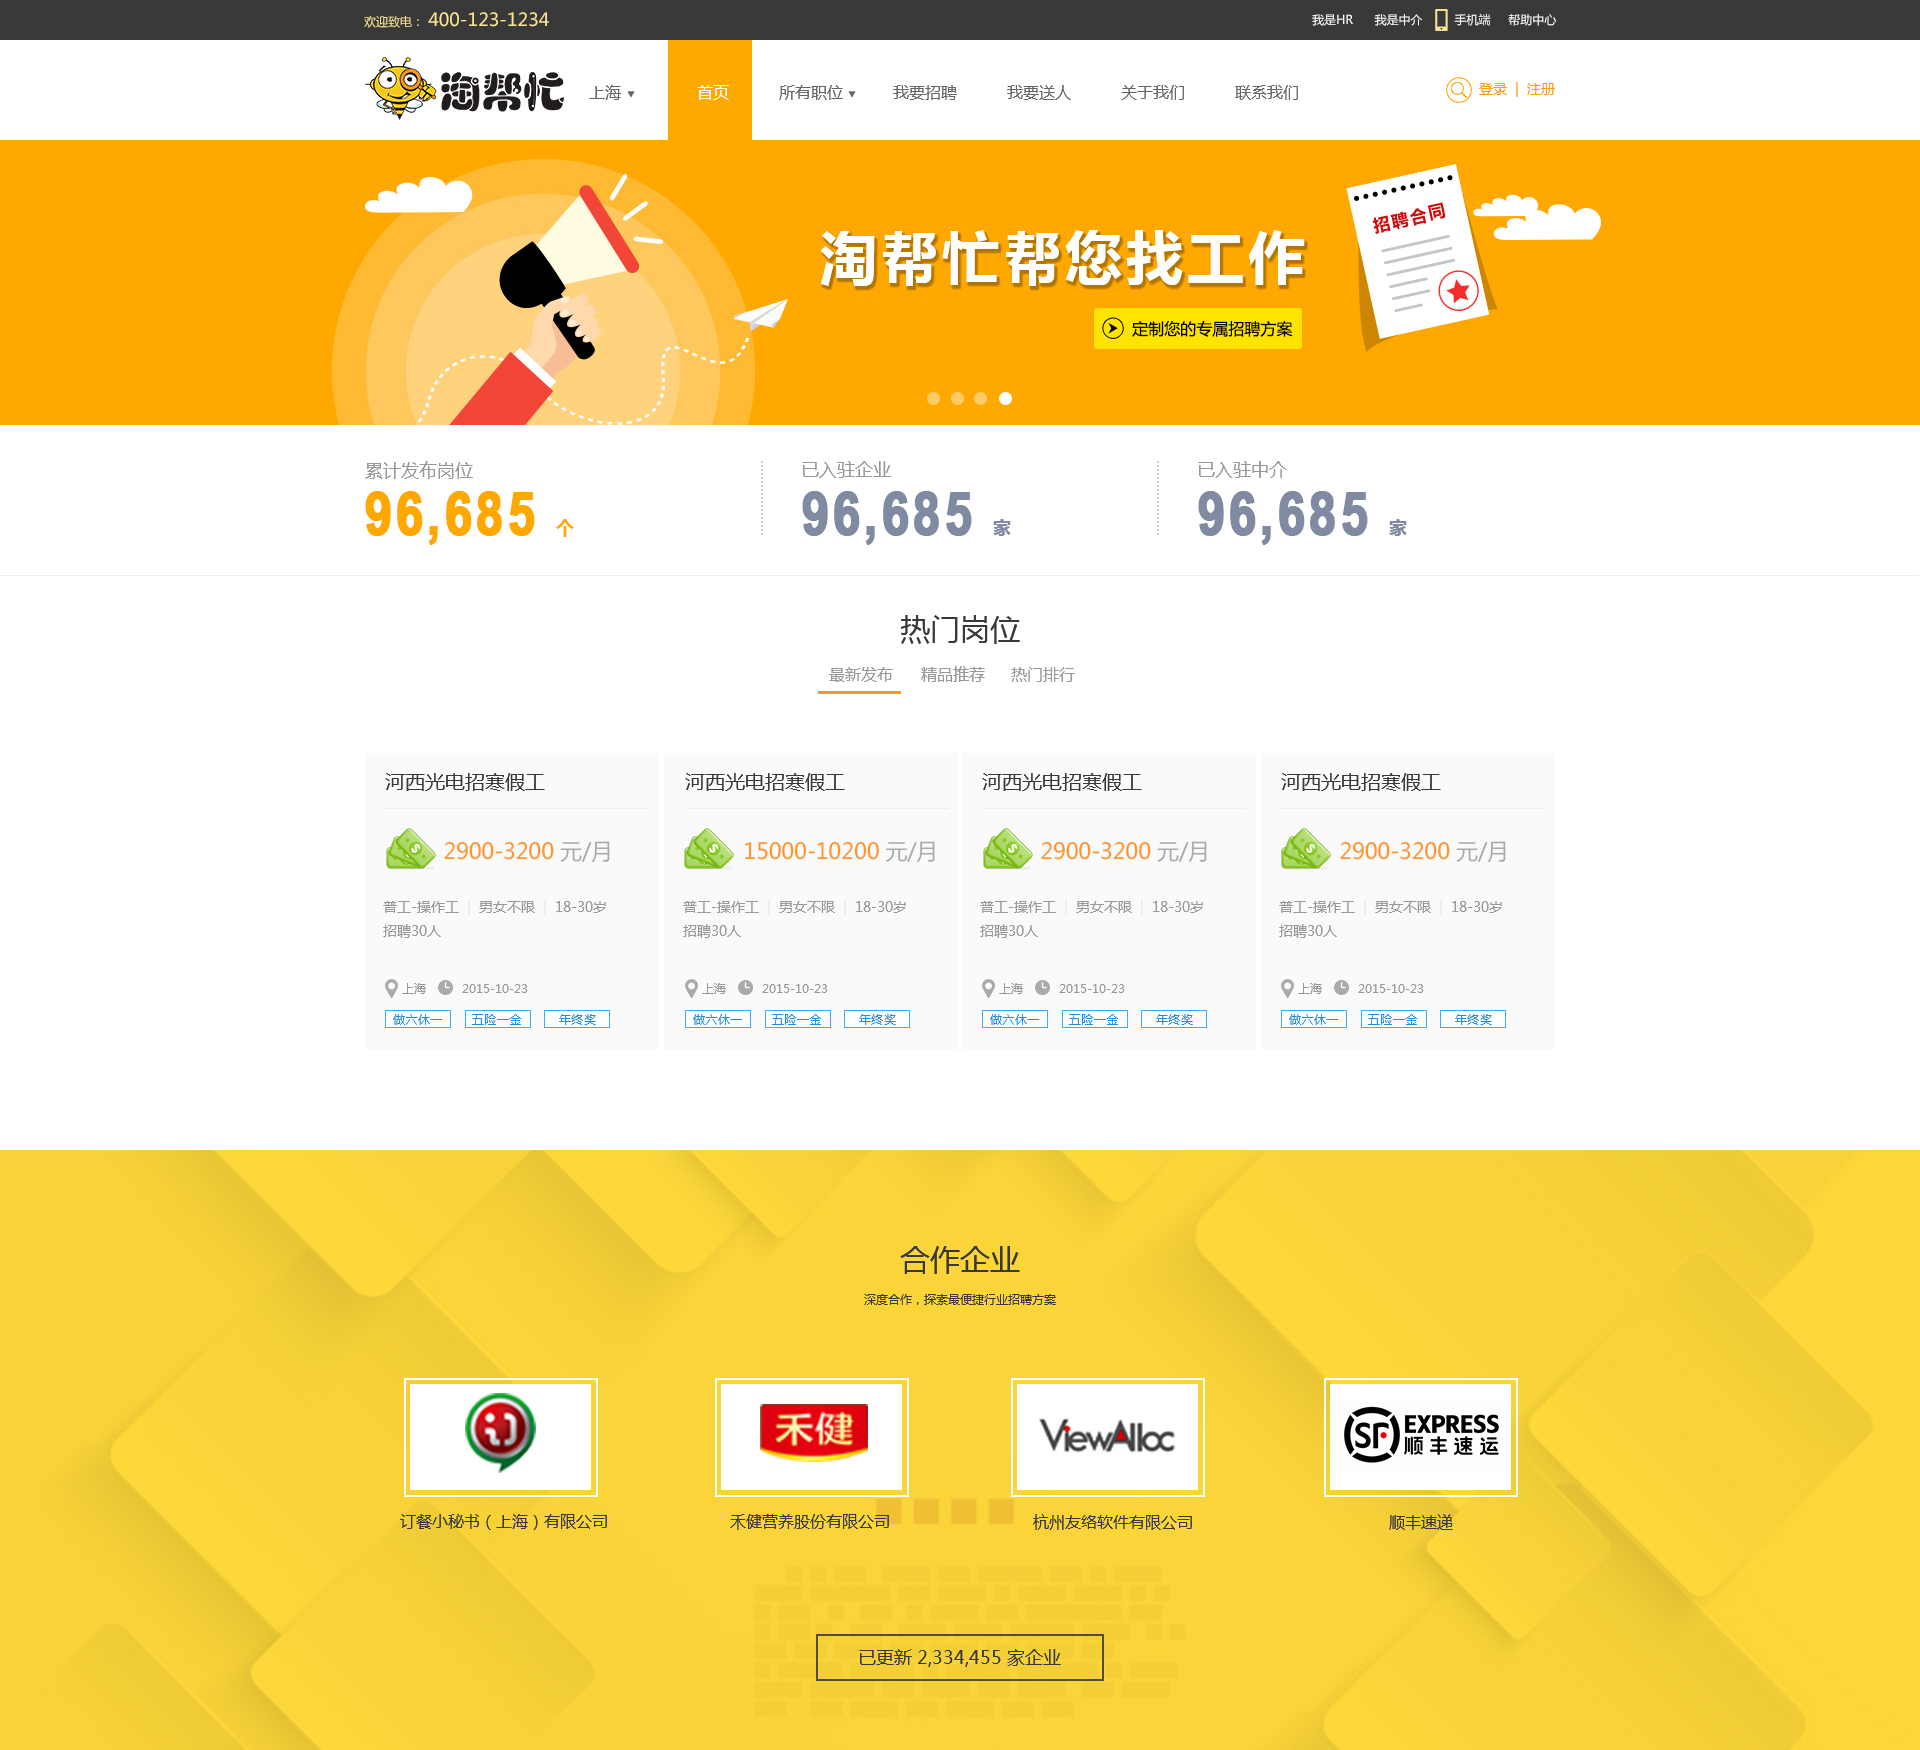 欢迎致电： 400-123-1234
我是HR 我是中介 手机端 帮助中心
淘帮忙 上海 首页 所有职位 我要招聘 我要送人 关于我们 联系我们 登录 | 注册
招聘合同
淘帮忙帮您找工作
定制您的专属招聘方案
累计发布岗位 已入驻企业 已入驻中介
96,685 个 96,685 家 96,685 家
热门岗位
最新发布 精品推荐 热门排行
河西光电招寒假工 河西光电招寒假工 河西光电招寒假工 河西光电招寒假工
2900-3200 元/月 15000-10200 元/月 2900-3200 元/月 2900-3200 元/月
普工-操作工 | 男女不限 | 18-30岁 普工-操作工 | 男女不限 | 18-30岁 普工-操作工 | 男女不限 | 18-30岁 普工-操作工 | 男女不限 | 18-30岁
招聘30人 招聘30人 招聘30人 招聘30人
上海 2015-10-23 上海 2015-10-23 上海 2015-10-23 上海 2015-10-23
做六休一 五险一金 年终奖 做六休一 五险一金 年终奖 做六休一 五险一金 年终奖 做六休一 五险一金 年终奖
合作企业
深度合作，探索最便捷行业招聘方案
禾健 ViewAlloc SF EXPRESS
顺丰速运
订餐小秘书（上海）有限公司 禾健营养股份有限公司 杭州友络软件有限公司 顺丰速递
已更新 2,334,455 家企业